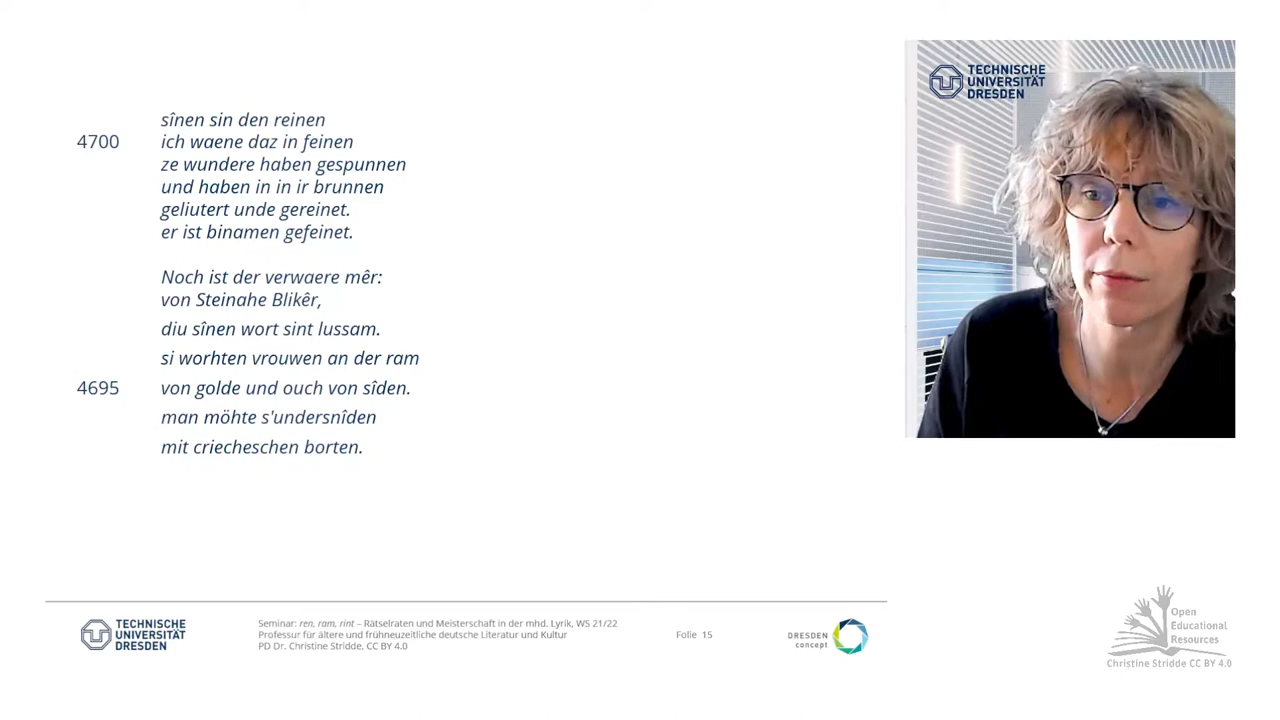 sînen sin den reinen
4700 ich waene daz in feinen
ze wundere haben gespunnen
und haben in in ir brunnen
geliutert unde gereinet.
er ist binamen gefeinet.
Noch ist der verwaere mêr:
von Steinahe Blikêr,
diu sînen wort sint lussam.
si worhten vrouwen an der ram
4695 von golde und ouch von sîden.
man möhte s'undersnîden
mit criecheschen borten.
TECHNISCHE
UNIVERSITÄT
DRESDEN
TECHNISCHE
UNIVERSITÄT
DRESDEN
Seminar: ren, ram, rint – Rätselraten und Meisterschaft in der mhd. Lyrik, WS 21/22
Professur für ältere und frühneuzeitliche deutsche Literatur und Kultur
PD Dr. Christine Stridde, CC BY 4.0
Folie 15
DRESDEN
concept
Open
Educational
Resources
Christine Stridde CC BY 4.0